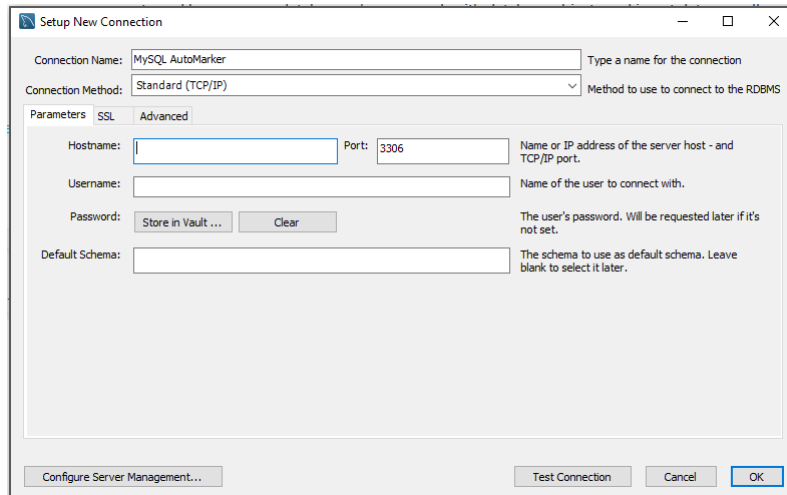 Setup New Connection
Connection Name: MySQL AutoMarker Type a name for the connection
Connection Method: Standard (TCP/IP) Method to use to connect to the RDBMS
Parameters SSL Advanced
Hostname: Port: 3306 Name or IP address of the server host - and
TCP/IP port.
Username: Name of the user to connect with.
Password: Store in Vault ... Clear The user's password. Will be requested later if it's
not set.
Default Schema: The schema to use as default schema. Leave
blank to select it later.
Configure Server Management... Test Connection Cancel OK